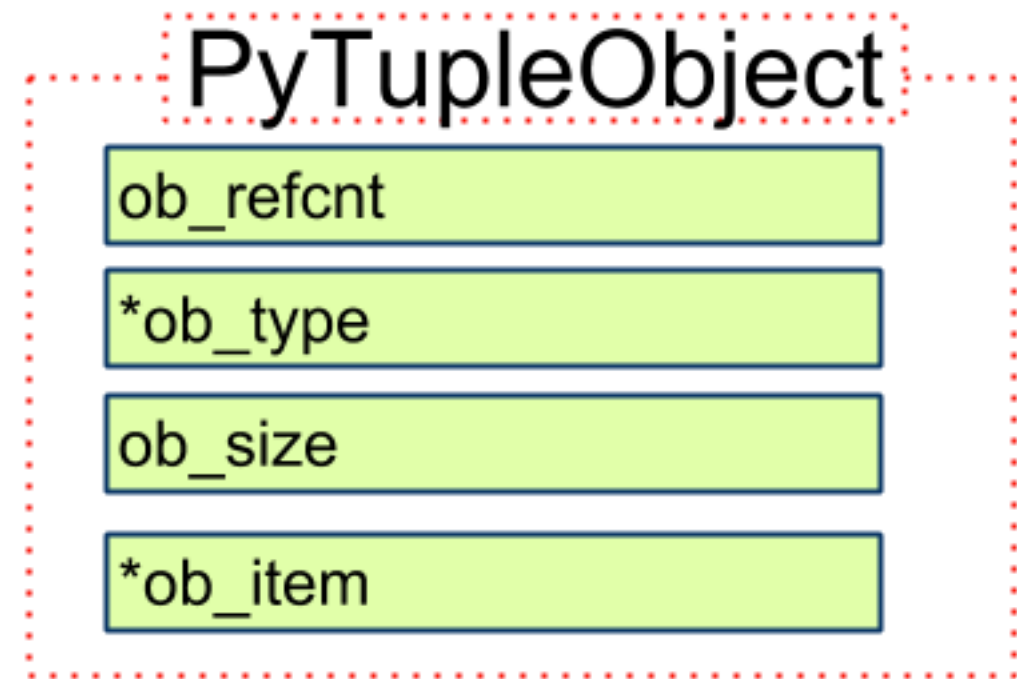 PyTupleObject
ob_refcnt
*ob_type
ob_size
*ob_item